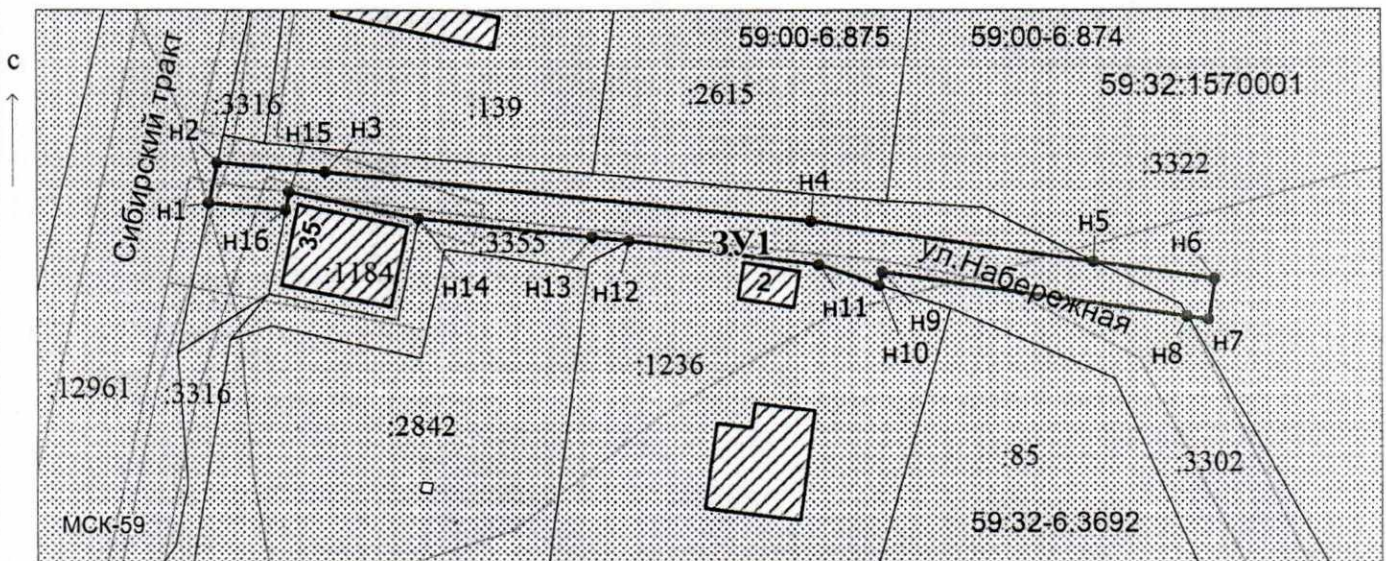 59:00-6.875
59:00-6.874
с
Сибирский тракт
59:32:1570001
:3316
:139
:2615
н2
н15
н3
:3322
н4
н5
н6
н1
н16
35
:3355
ЗУ1
ул.Набережная
:1184
н14
н13
н12
2
н11
н9
н10
н8
н7
:12961
:3316
:1236
:2842
:85
:3302
МСК-59
59:32-6.3692